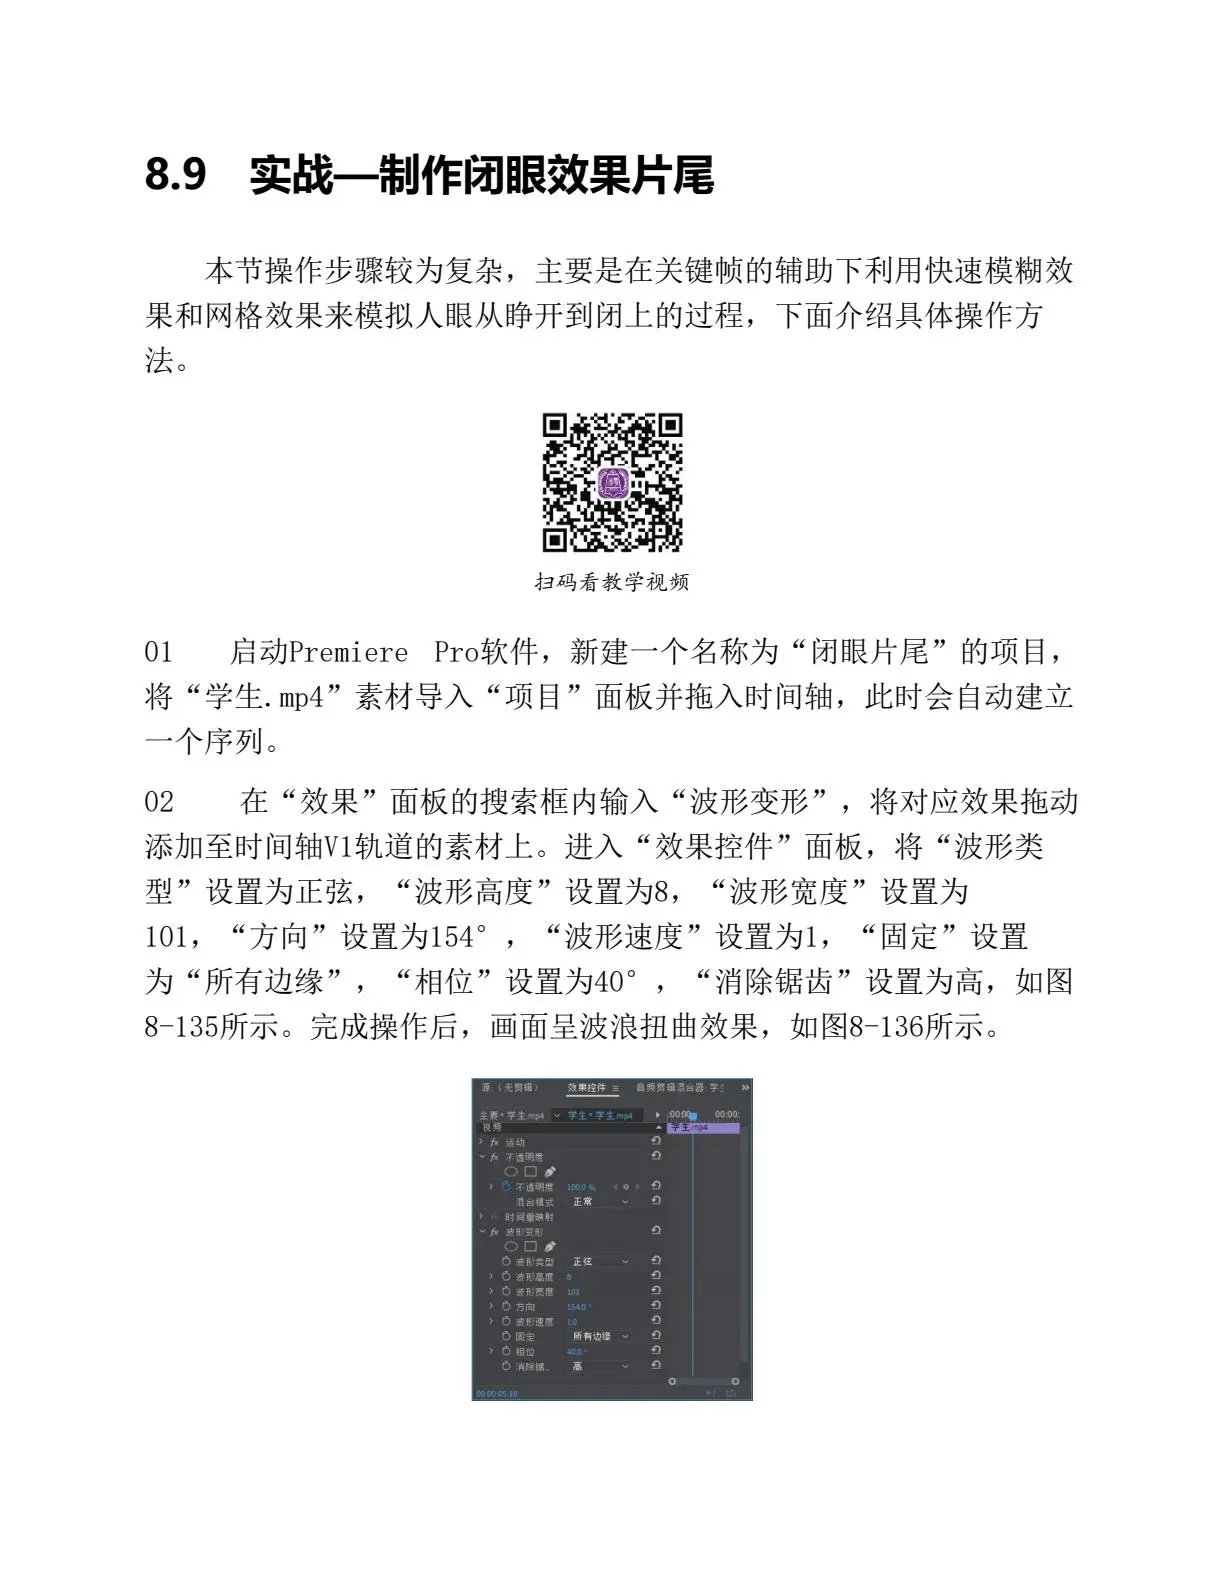 8.9 实战—制作闭眼效果片尾
本节操作步骤较为复杂，主要是在关键帧的辅助下利用快速模糊效
果和网格效果来模拟人眼从睁开到闭上的过程，下面介绍具体操作方
法。
扫码看教学视频
01 启动Premiere Pro软件，新建一个名称为“闭眼片尾”的项目，
将“学生.mp4”素材导入“项目”面板并拖入时间轴，此时会自动建立
一个序列。
02 在“效果”面板的搜索框内输入“波形变形”，将对应效果拖动
添加至时间轴V1轨道的素材上。进入“效果控件”面板，将“波形类
型”设置为正弦，“波形高度”设置为8，“波形宽度”设置为
101，“方向”设置为154°，“波形速度”设置为1，“固定”设置
为“所有边缘”，“相位”设置为40°，“消除锯齿”设置为高，如图
8-135所示。完成操作后，画面呈波浪扭曲效果，如图8-136所示。
源:（无剪辑） 效果控件 音频剪辑混合器: 学生
主要*学生.mp4 学生*学生.mp4 :00:00 00:00:
视频 学生.mp4
fx 运动
fx 不透明度
不透明度 100.0 %
混合模式 正常
时间重映射
fx 波形变形
波形类型 正弦
波形高度 8
波形宽度 101
方向 154.0 °
波形速度 1.0
固定 所有边缘
相位 40.0 °
消除锯... 高
00:00:05:18